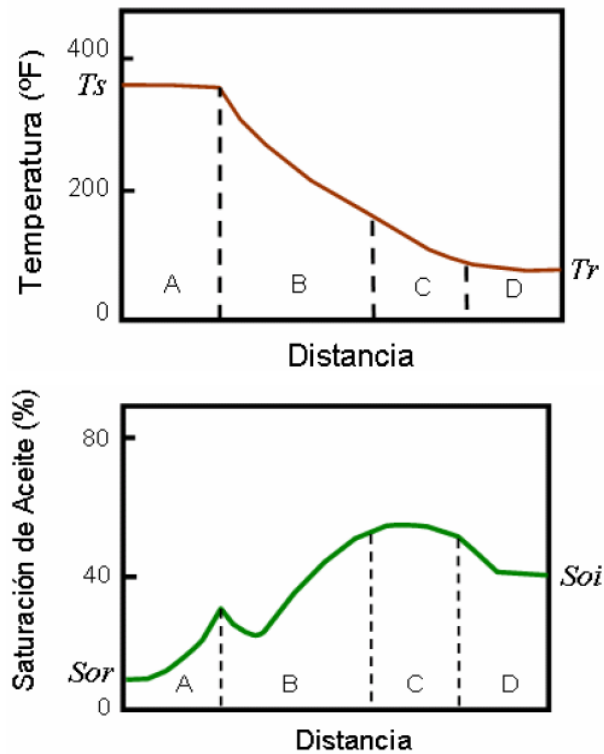 Temperatura (ºF)
400
Ts
200
0
A B C D
Tr
Distancia
Saturación de Aceite (%)
80
40
Soi
Sor
0
A B C D
Distancia